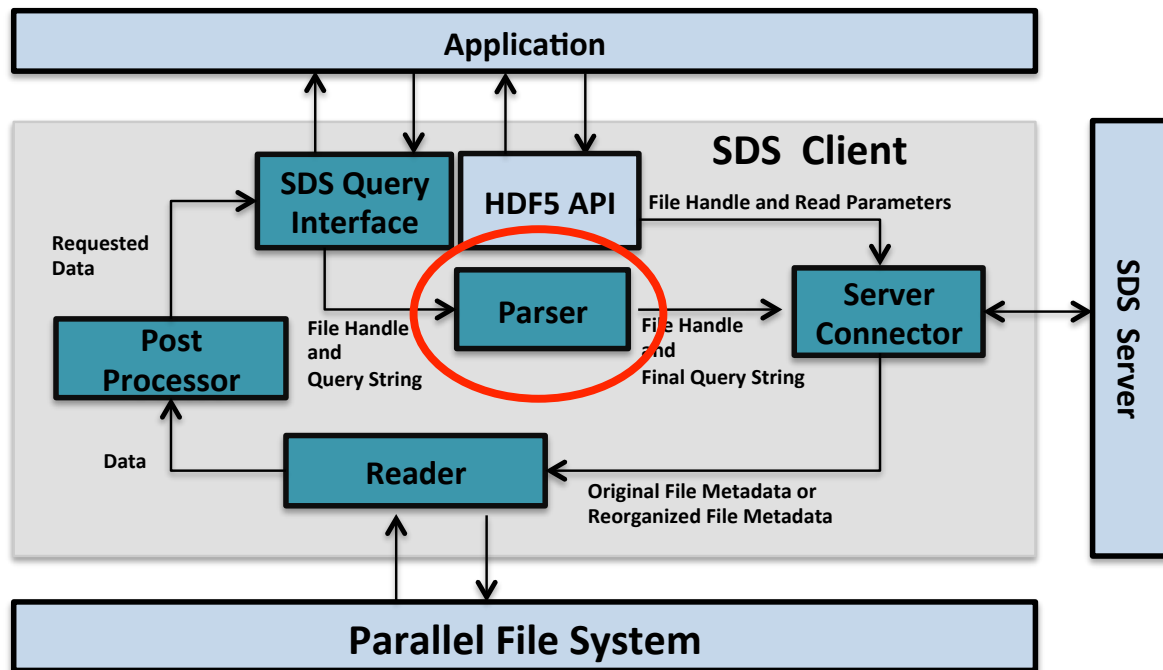 Application
SDS Client
SDS Query
Interface
HDF5 API
File Handle and Read Parameters
Requested
Data
Parser
Server
Connector
SDS Server
File Handle
and
Query String
File Handle
and
Final Query String
Post
Processor
Data
Reader
Original File Metadata or
Reorganized File Metadata
Parallel File System